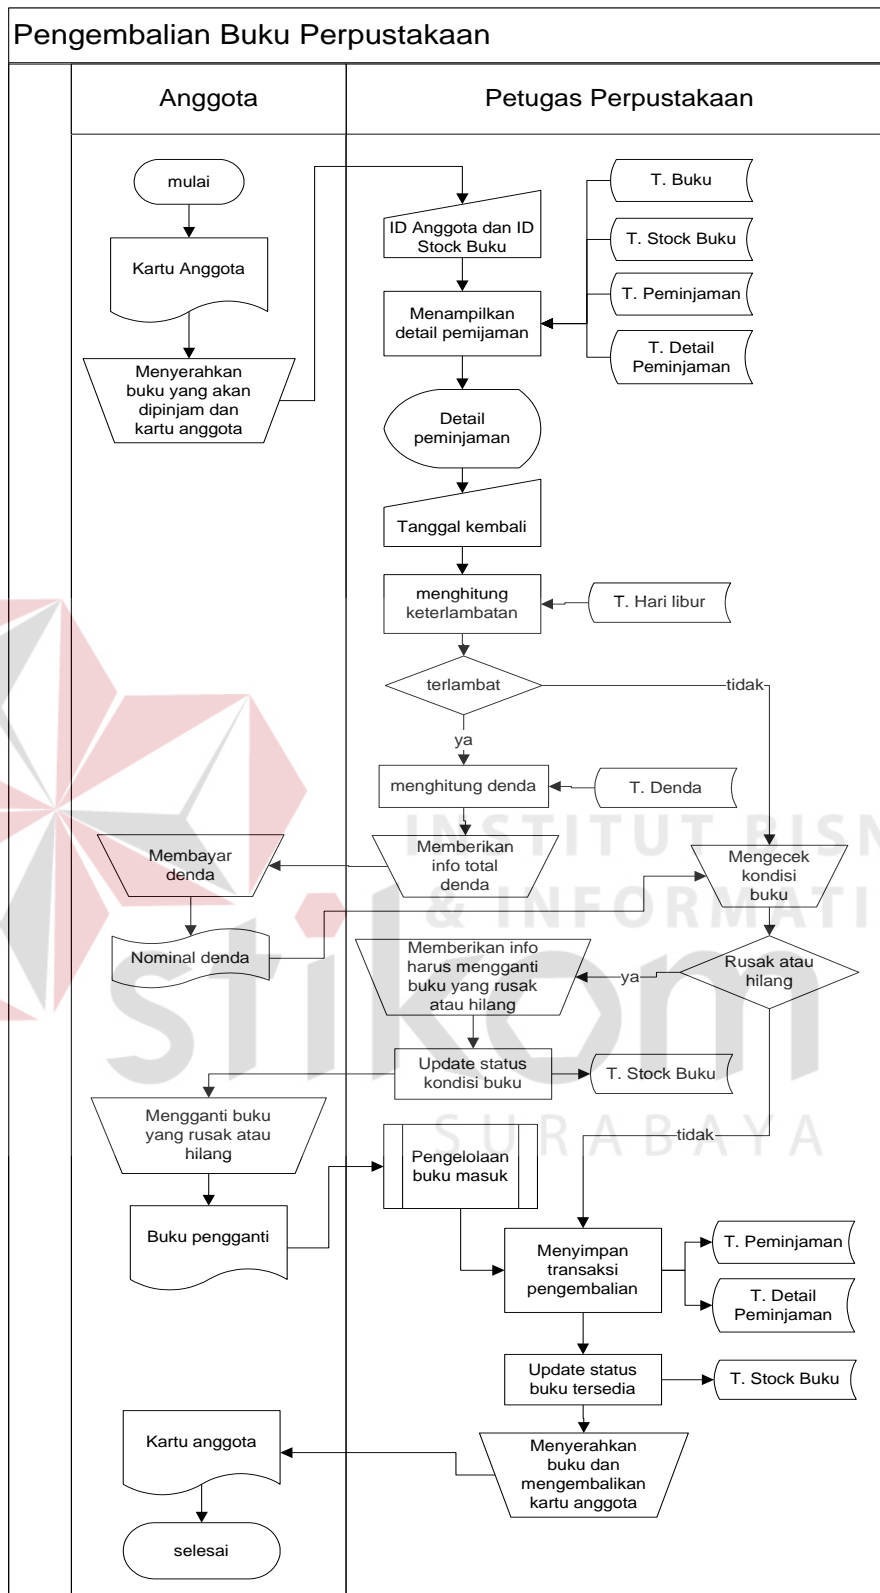 Pengembalian Buku Perpustakaan
Anggota
Petugas Perpustakaan
mulai
T. Buku
ID Anggota dan ID
Stock Buku
T. Stock Buku
Kartu Anggota
Menampilkan
detail pemijaman
T. Peminjaman
T. Detail
Peminjaman
Menyerahkan
buku yang akan
dipinjam dan
kartu anggota
Detail
peminjaman
Tanggal kembali
menghitung
keterlambatan
T. Hari libur
terlambat
tidak
ya
menghitung denda
T. Denda
INSTITUT BISN
& INFORMATI
stikom
SURABAYA
Membayar
denda
Memberikan
info total
denda
Mengecek
kondisi
buku
Nominal denda
Memberikan info
harus mengganti
buku yang rusak
atau hilang
ya
Rusak atau
hilang
Update status
kondisi buku
T. Stock Buku
Mengganti buku
yang rusak atau
hilang
tidak
Pengelolaan
buku masuk
Buku pengganti
Menyimpan
transaksi
pengembalian
T. Peminjaman
T. Detail
Peminjaman
Update status
buku tersedia
T. Stock Buku
Kartu anggota
Menyerahkan
buku dan
mengembalikan
kartu anggota
selesai